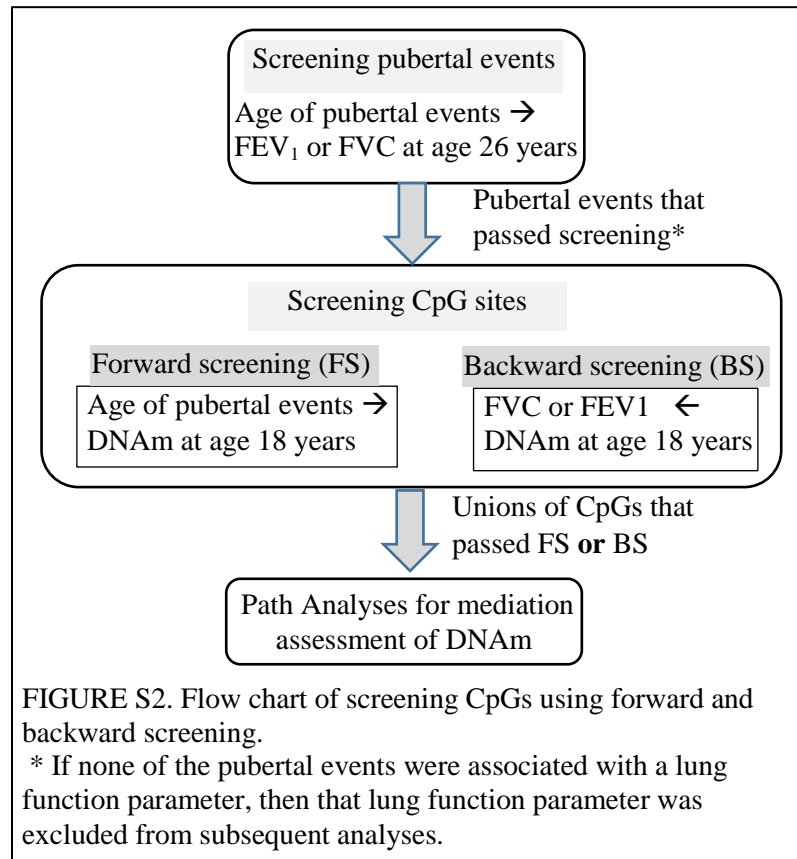 Screening pubertal events
Age of pubertal events →
FEV₁ or FVC at age 26 years
Pubertal events that
passed screening*
Screening CpG sites
Forward screening (FS)
Age of pubertal events →
DNAm at age 18 years
Backward screening (BS)
FVC or FEV1 ←
DNAm at age 18 years
Unions of CpGs that
passed FS or BS
Path Analyses for mediation
assessment of DNAm
FIGURE S2. Flow chart of screening CpGs using forward and
backward screening.
* If none of the pubertal events were associated with a lung
function parameter, then that lung function parameter was
excluded from subsequent analyses.